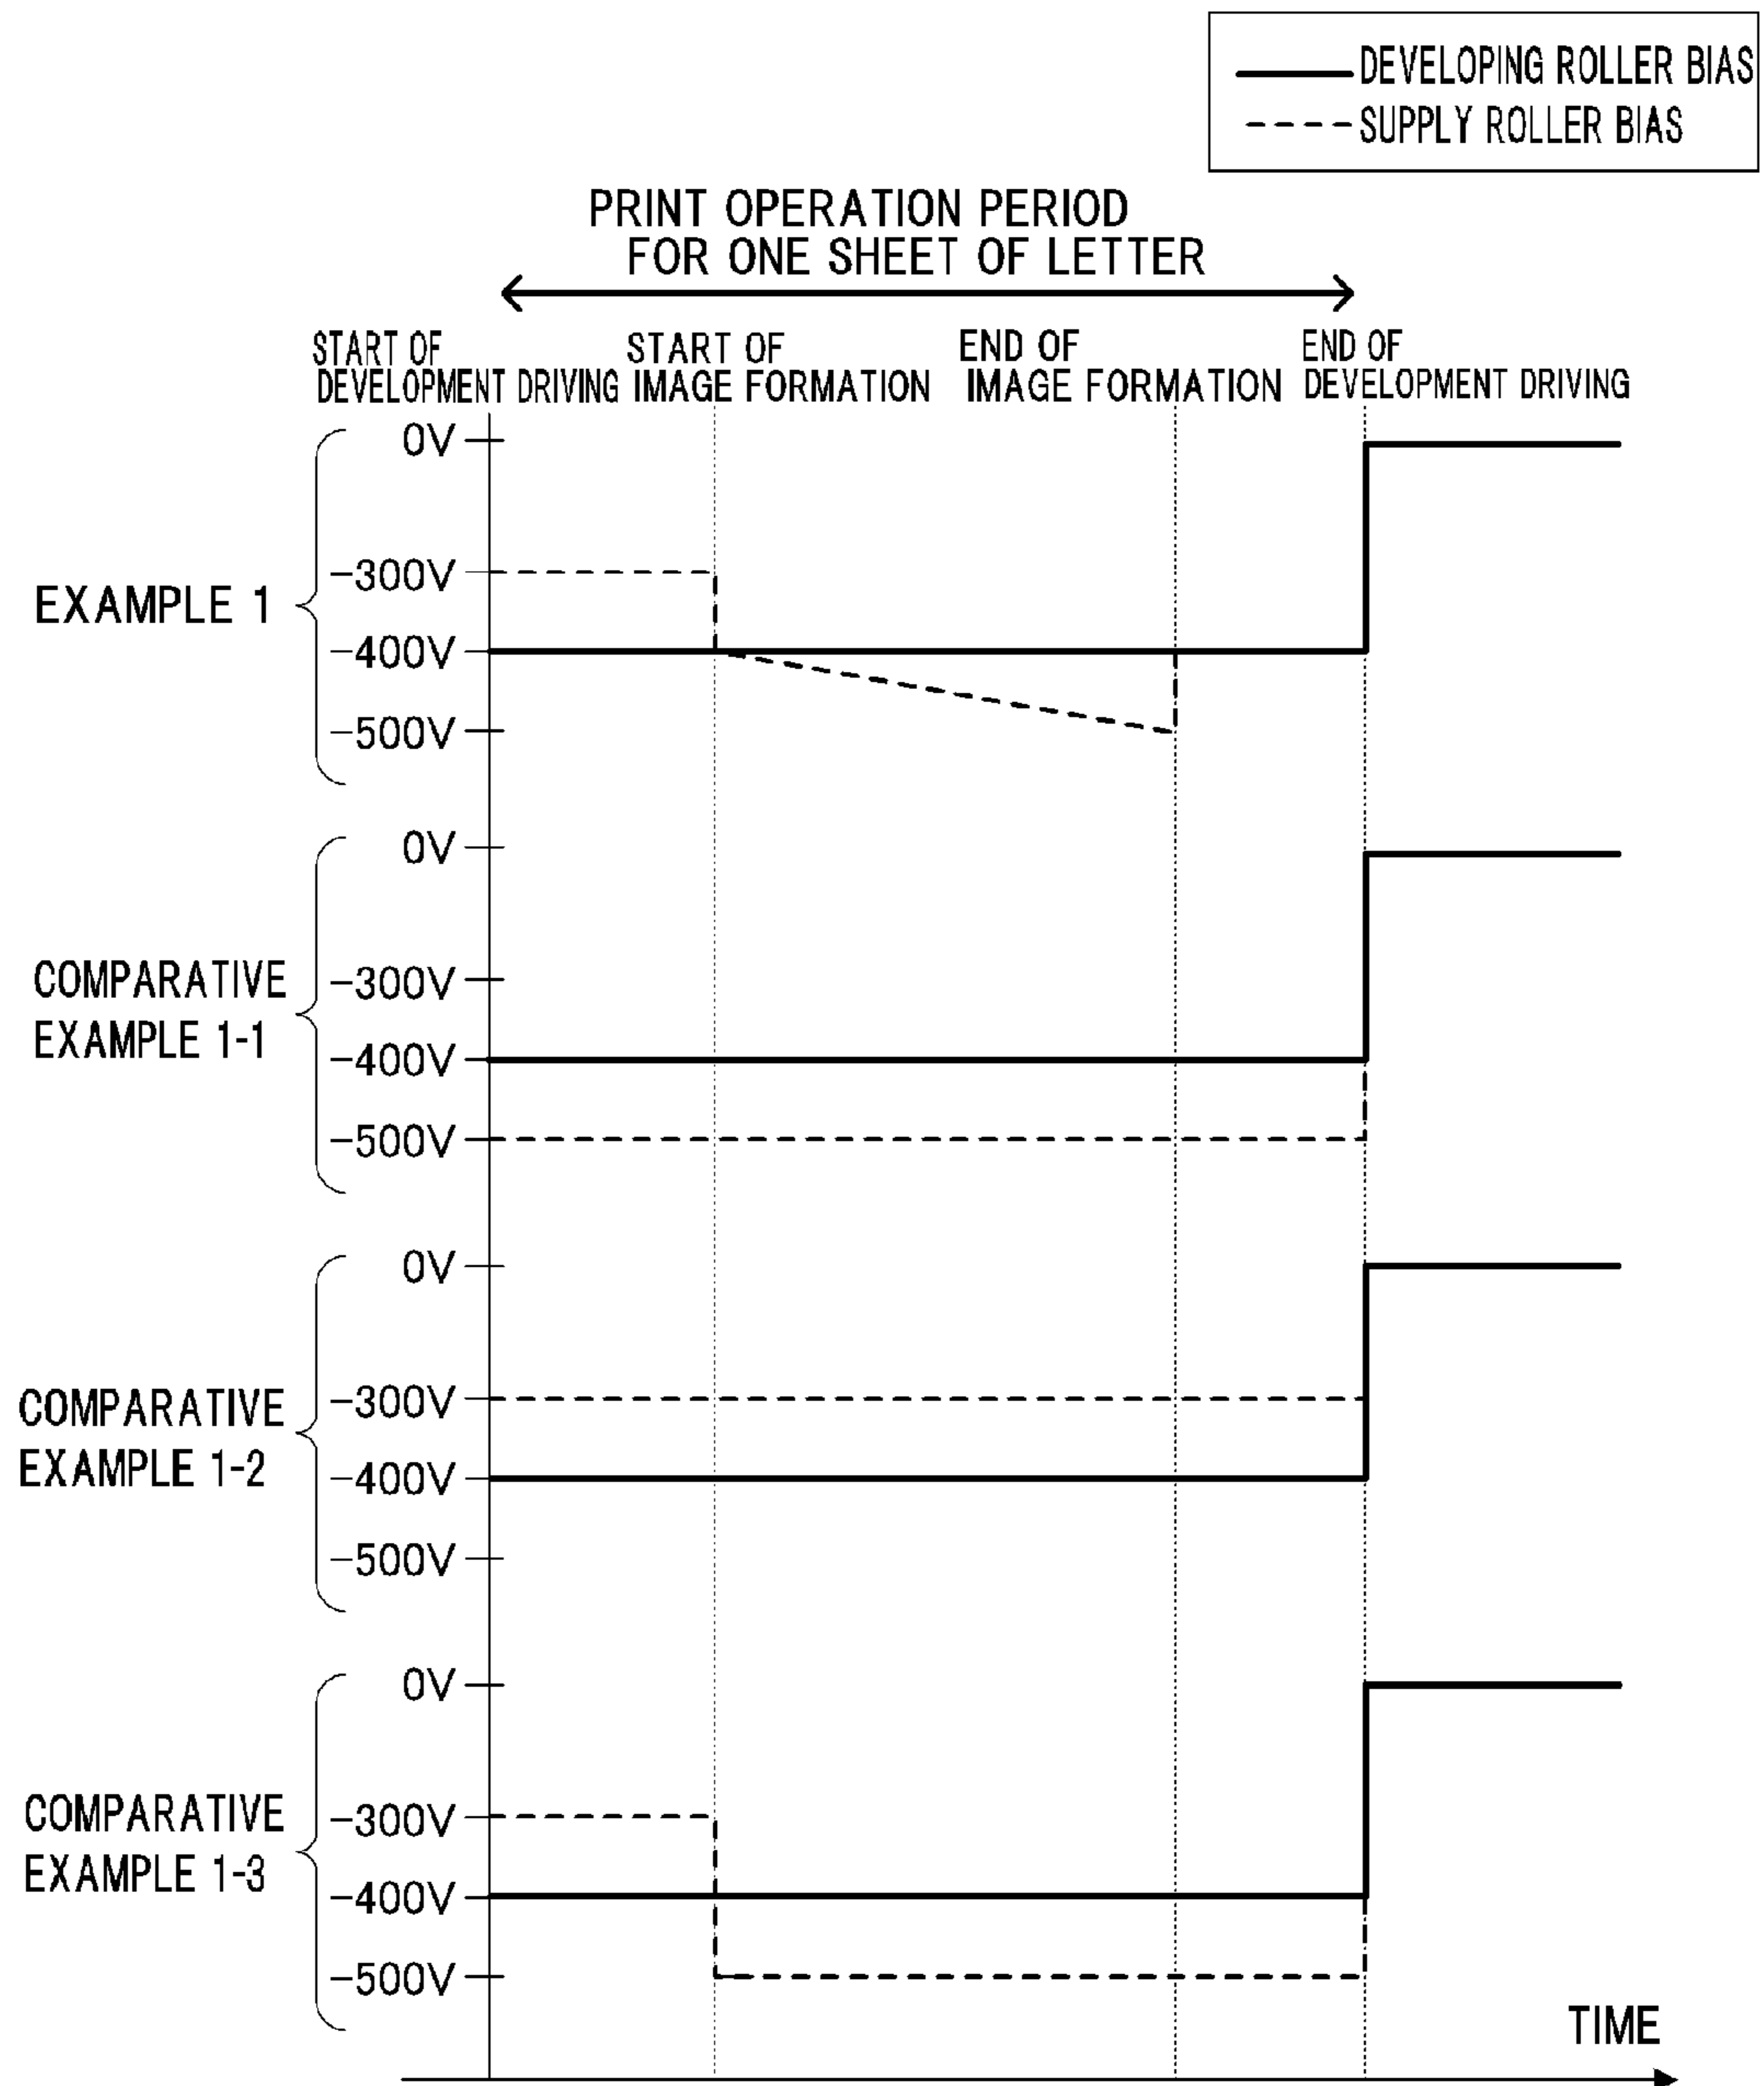 DEVELOPING ROLLER BIAS
SUPPLY ROLLER BIAS
PRINT OPERATION PERIOD
FOR ONE SHEET OF LETTER
START OF
DEVELOPMENT DRIVING
START OF
IMAGE FORMATION
END OF
IMAGE FORMATION
END OF
DEVELOPMENT DRIVING
EXAMPLE 1
0V
-300V
-400V
-500V
COMPARATIVE
EXAMPLE 1-1
0V
-300V
-400V
-500V
COMPARATIVE
EXAMPLE 1-2
0V
-300V
-400V
-500V
COMPARATIVE
EXAMPLE 1-3
0V
-300V
-400V
-500V
TIME